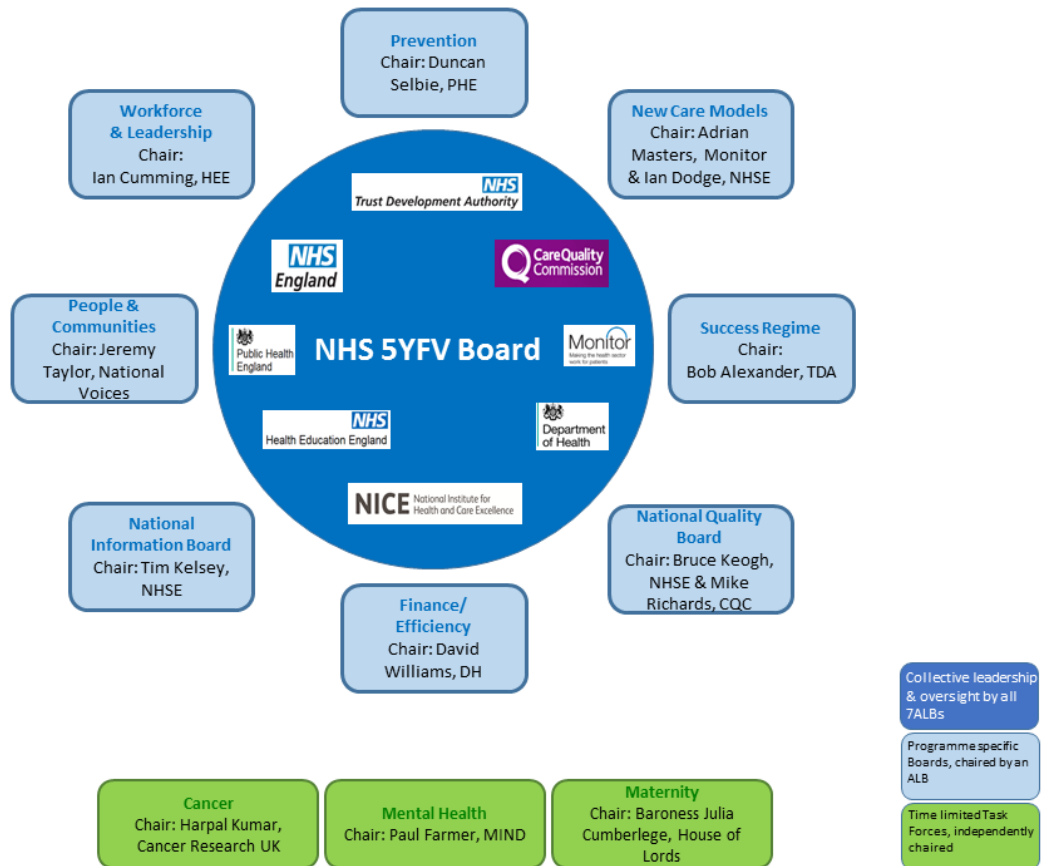 Prevention
Chair: Duncan
Selbie, PHE
Workforce
& Leadership
Chair:
Ian Cumming, HEE
New Care Models
Chair: Adrian
Masters, Monitor
& Ian Dodge, NHSE
NHS
Trust Development Authority
NHS
England
CareQuality
Commission
People &
Communities
Chair: Jeremy
Taylor, National
Voices
Public Health
England
NHS 5YFV Board
Monitor
Making the health sector
work for patients
Success Regime
Chair:
Bob Alexander, TDA
NHS
Health Education England
Department
of Health
NICE National Institute for
Health and Care Excellence
National
Information Board
Chair: Tim Kelsey,
NHSE
National Quality
Board
Chair: Bruce Keogh,
NHSE & Mike
Richards, CQC
Finance/
Efficiency
Chair: David
Williams, DH
Collective leadership
& oversight by all
7ALBs
Programme specific
Boards, chaired by an
ALB
Time limited Task
Forces, independently
chaired
Cancer
Chair: Harpal Kumar,
Cancer Research UK
Mental Health
Chair: Paul Farmer, MIND
Maternity
Chair: Baroness Julia
Cumberlege, House of
Lords